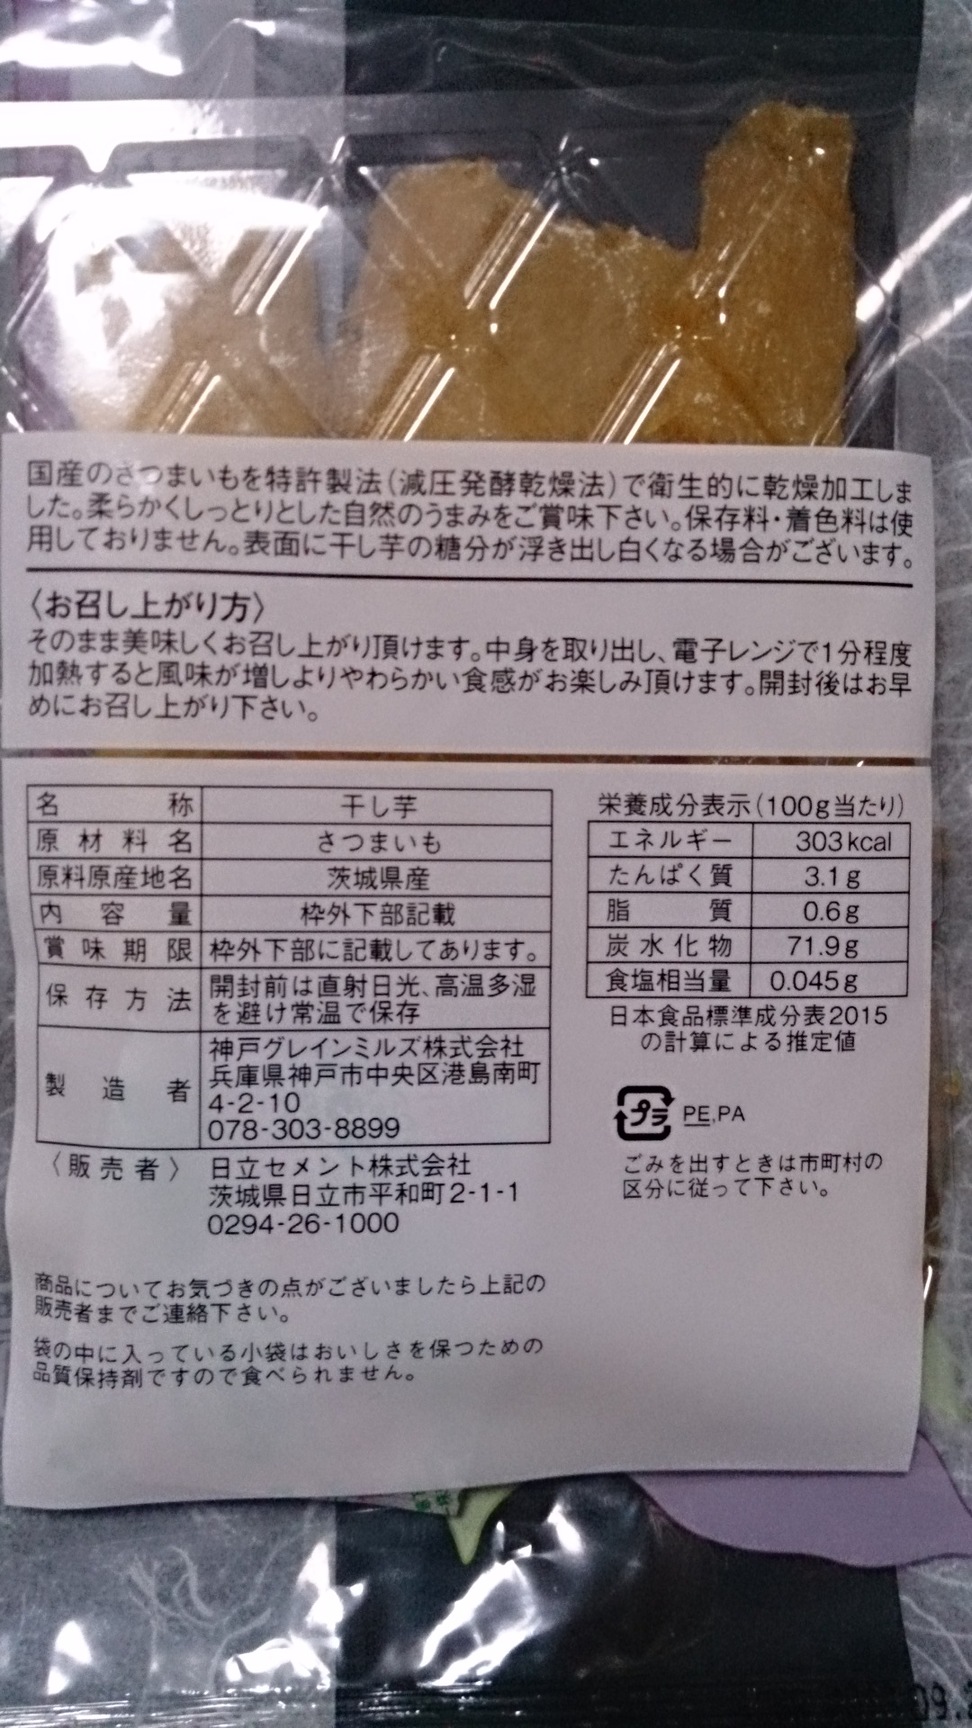 国産のさつまいもを特許製法(減圧発酵乾燥法)で衛生的に乾燥加工しま
した。柔らかくしっとりとした自然のうまみをご賞味下さい。保存料・着色料は使
用しておりません。表面に干し芋の糖分が浮き出し白くなる場合がございます。
〈お召し上がり方〉
そのまま美味しくお召し上がり頂けます。中身を取り出し、電子レンジで1分程度
加熱すると風味が増しよりやわらかい食感がお楽しみ頂けます。開封後はお早
めにお召し上がり下さい。
名称 干し芋
原材料名 さつまいも
原料原産地名 茨城県産
内容量 枠外下部記載
賞味期限 枠外下部に記載してあります。
保存方法 開封前は直射日光、高温多湿
を避け常温で保存
製造者 神戸グレインミルズ株式会社
兵庫県神戸市中央区港島南町
4-2-10
078-303-8899
〈販売者〉 日立セメント株式会社
茨城県日立市平和町2-1-1
0294-26-1000
商品についてお気づきの点がございましたら上記の
販売者までご連絡下さい。
袋の中に入っている小袋はおいしさを保つための
品質保持剤ですので食べられません。
栄養成分表示(100g当たり)
エネルギー 303kcal
たんぱく質 3.1g
脂質 0.6g
炭水化物 71.9g
食塩相当量 0.045g
日本食品標準成分表2015
の計算による推定値
プラ PE,PA
ごみを出すときは市町村の
区分に従って下さい。